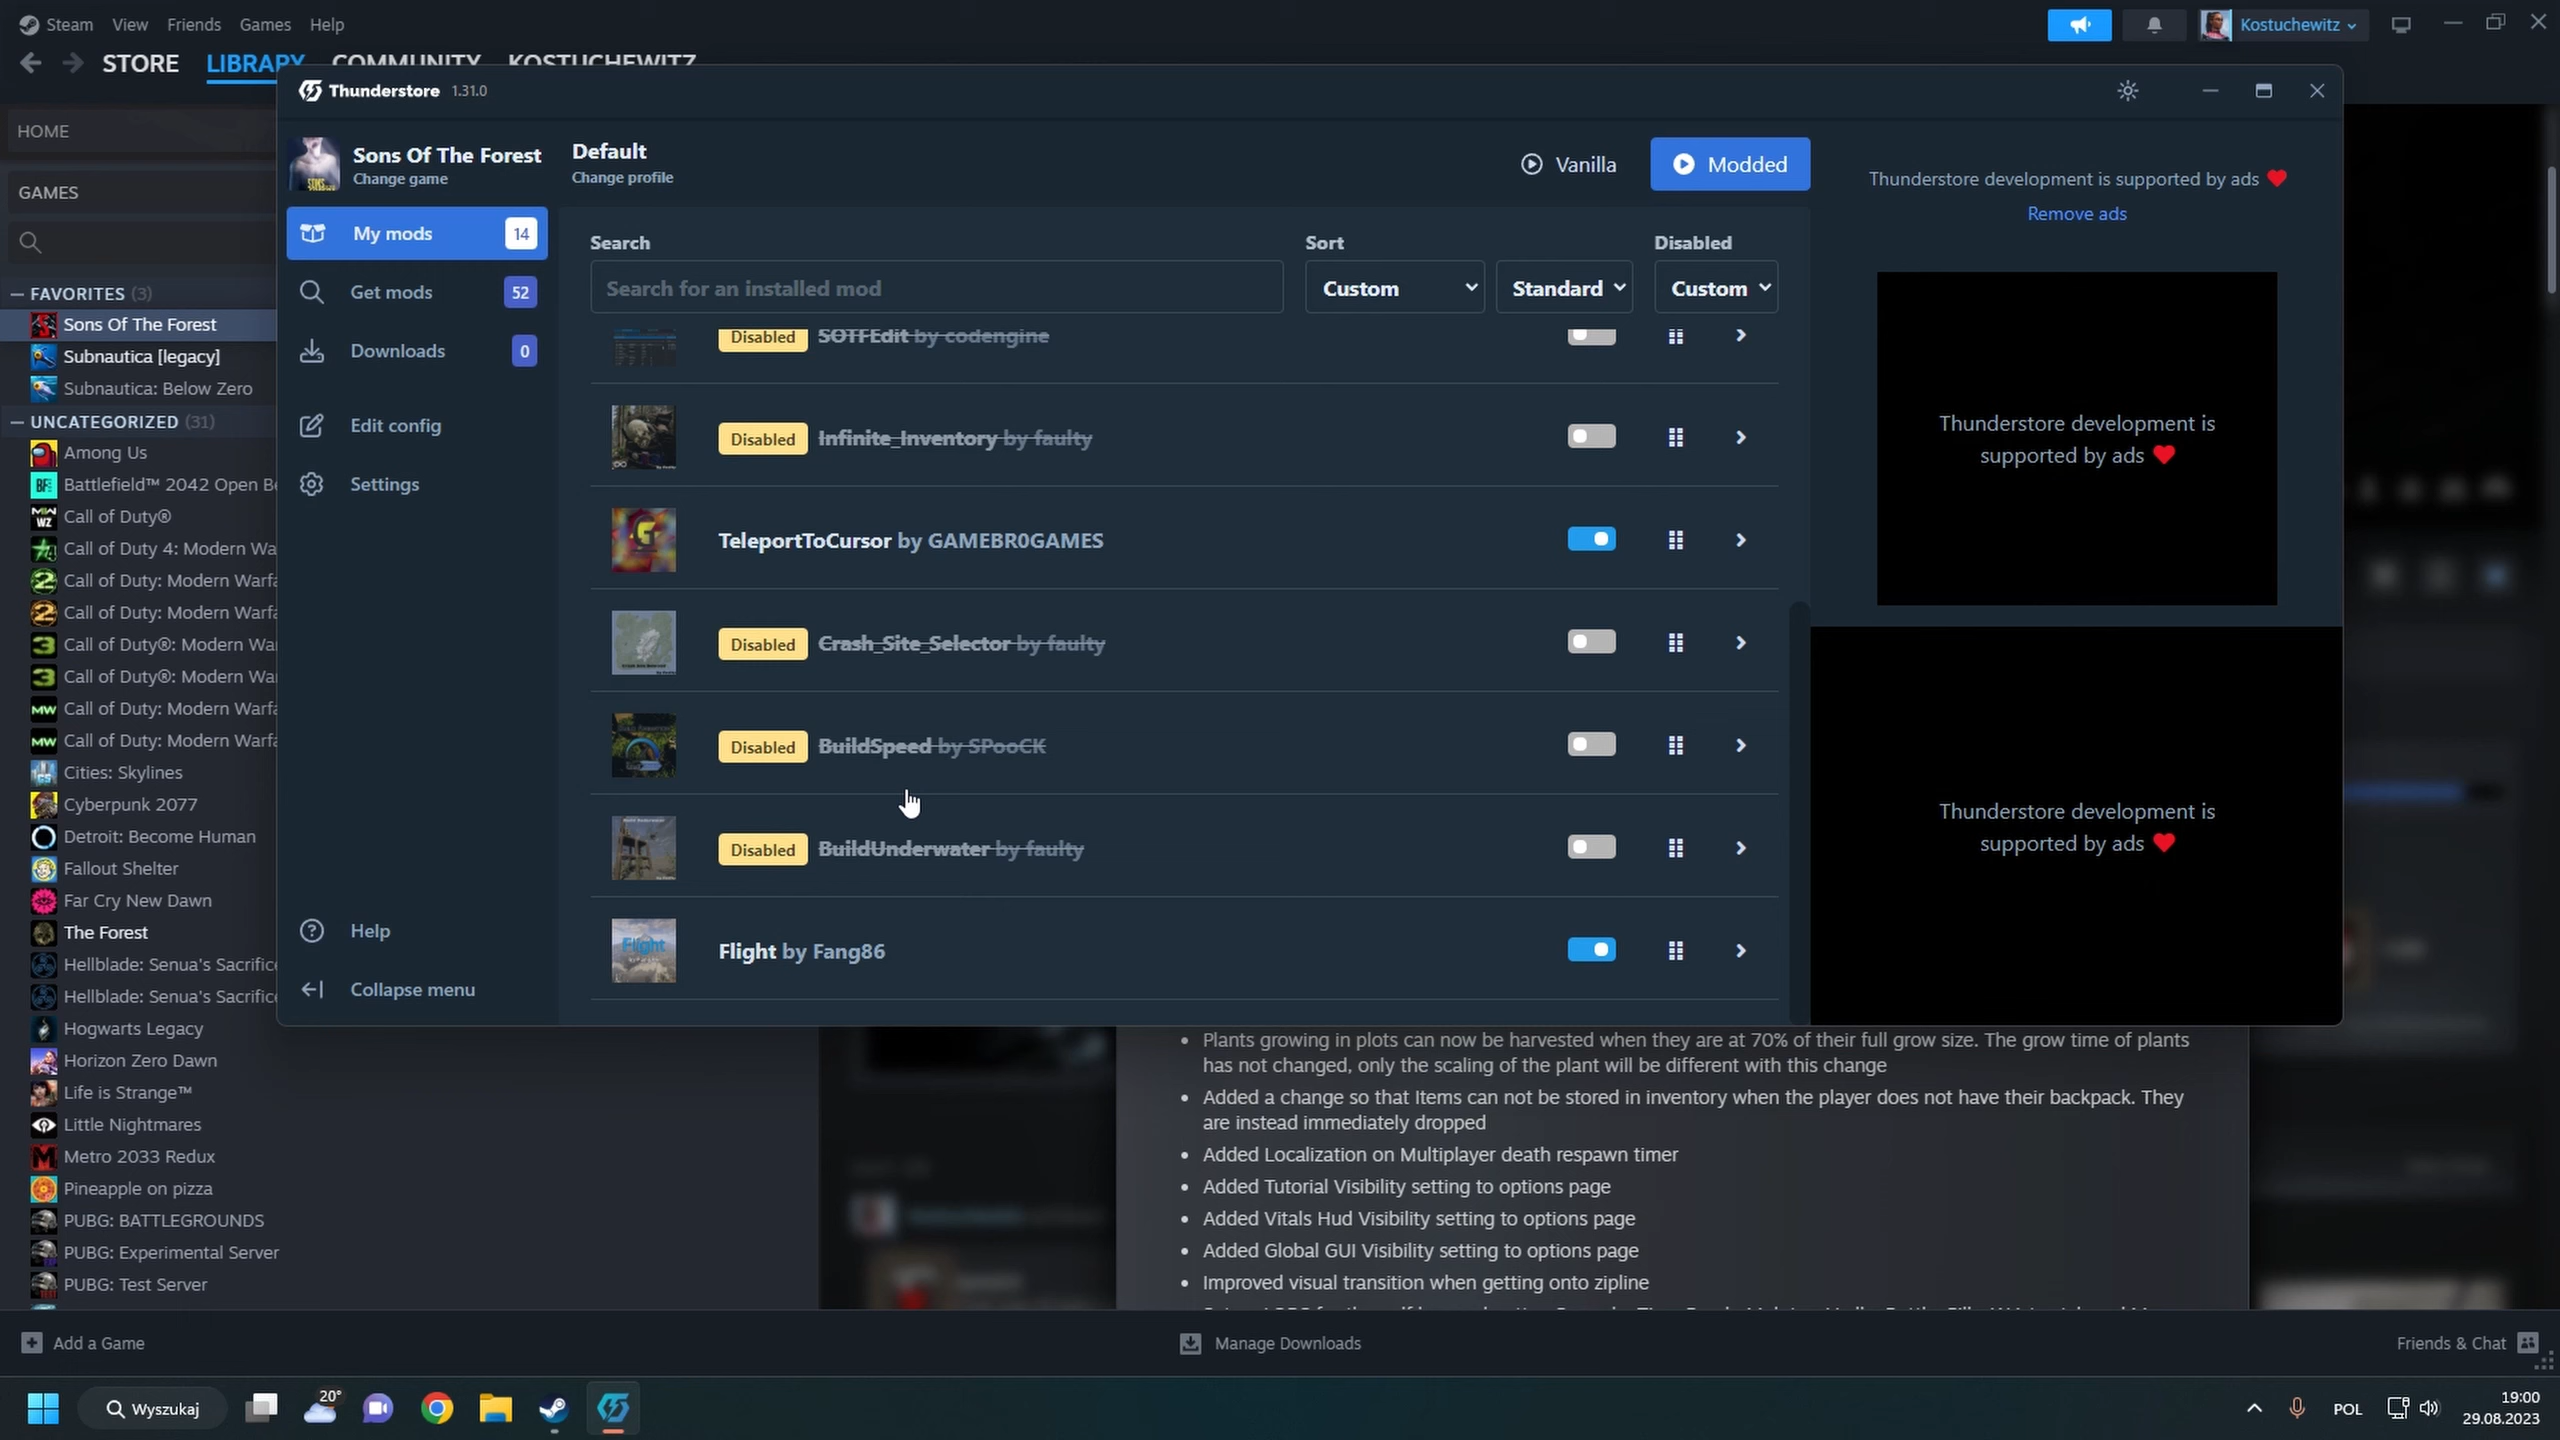 Steam View Friends Games Help
Kostuchewitz
STORE LIBRARY COMMUNITY KOSTUCHEWITZ
Thunderstore 1.31.0
HOME
GAMES
FAVORITES (3)
Sons Of The Forest
Subnautica [legacy]
Subnautica: Below Zero
UNCATEGORIZED (31)
Among Us
Battlefield™ 2042 Open Be
Call of Duty®
Call of Duty 4: Modern Wa
Call of Duty: Modern Warfa
Call of Duty: Modern Warfa
Call of Duty®: Modern Wa
Call of Duty®: Modern Wa
Call of Duty: Modern Warfa
Call of Duty: Modern Warfa
Cities: Skylines
Cyberpunk 2077
Detroit: Become Human
Fallout Shelter
Far Cry New Dawn
The Forest
Hellblade: Senua's Sacrifice
Hellblade: Senua's Sacrifice
Hogwarts Legacy
Horizon Zero Dawn
Life is Strange™
Little Nightmares
Metro 2033 Redux
Pineapple on pizza
PUBG: BATTLEGROUNDS
PUBG: Experimental Server
PUBG: Test Server
Sons Of The Forest
Change game
Default
Change profile
Vanilla
Modded
My mods 14
Get mods 52
Downloads 0
Edit config
Settings
Help
Collapse menu
Search
Search for an installed mod
Sort
Custom
Standard
Disabled
Custom
Disabled SOTFEdit by codengine
Disabled Infinite_Inventory by faulty
TeleportToCursor by GAMEBR0GAMES
Disabled Crash_Site_Selector by faulty
Disabled BuildSpeed by SPooCK
Disabled BuildUnderwater by faulty
Flight by Fang86
Thunderstore development is supported by ads
Remove ads
Thunderstore development is
supported by ads
Thunderstore development is
supported by ads
• Plants growing in plots can now be harvested when they are at 70% of their full grow size. The grow time of plants
has not changed, only the scaling of the plant will be different with this change
• Added a change so that Items can not be stored in inventory when the player does not have their backpack. They
are instead immediately dropped
• Added Localization on Multiplayer death respawn timer
• Added Tutorial Visibility setting to options page
• Added Vitals Hud Visibility setting to options page
• Added Global GUI Visibility setting to options page
• Improved visual transition when getting onto zipline
Add a Game
Manage Downloads
Friends & Chat
Wyszukaj
20°
POL
19:00
29.08.2023